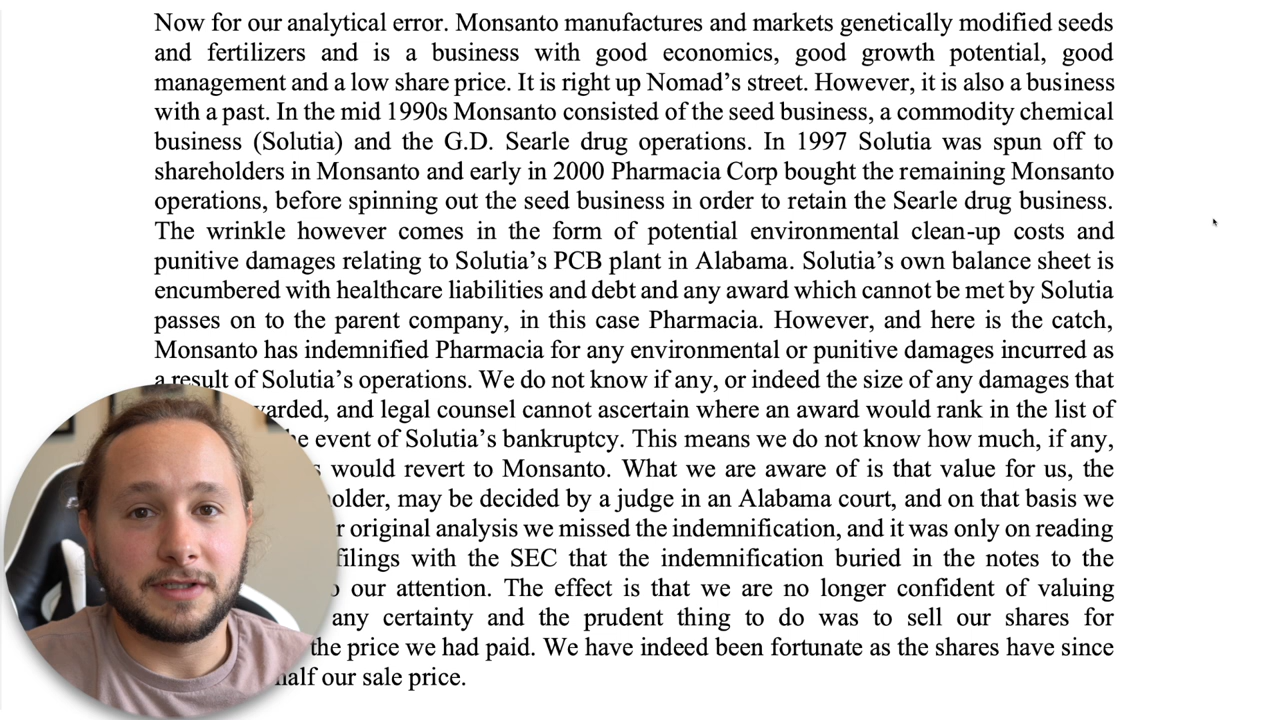 Now for our analytical error. Monsanto manufactures and markets genetically modified seeds
and fertilizers and is a business with good economics, good growth potential, good
management and a low share price. It is right up Nomad’s street. However, it is also a business
with a past. In the mid 1990s Monsanto consisted of the seed business, a commodity chemical
business (Solutia) and the G.D. Searle drug operations. In 1997 Solutia was spun off to
shareholders in Monsanto and early in 2000 Pharmacia Corp bought the remaining Monsanto
operations, before spinning out the seed business in order to retain the Searle drug business.
The wrinkle however comes in the form of potential environmental clean-up costs and
punitive damages relating to Solutia’s PCB plant in Alabama. Solutia’s own balance sheet is
encumbered with healthcare liabilities and debt and any award which cannot be met by Solutia
passes on to the parent company, in this case Pharmacia. However, and here is the catch,
Monsanto has indemnified Pharmacia for any environmental or punitive damages incurred as
a result of Solutia’s operations. We do not know if any, or indeed the size of any damages that
and legal counsel cannot ascertain where an award would rank in the list of
event of Solutia’s bankruptcy. This means we do not know how much, if any,
would revert to Monsanto. What we are aware of is that value for us, the
may be decided by a judge in an Alabama court, and on that basis we
original analysis we missed the indemnification, and it was only on reading
filings with the SEC that the indemnification buried in the notes to the
our attention. The effect is that we are no longer confident of valuing
any certainty and the prudent thing to do was to sell our shares for
the price we had paid. We have indeed been fortunate as the shares have since
half our sale price.